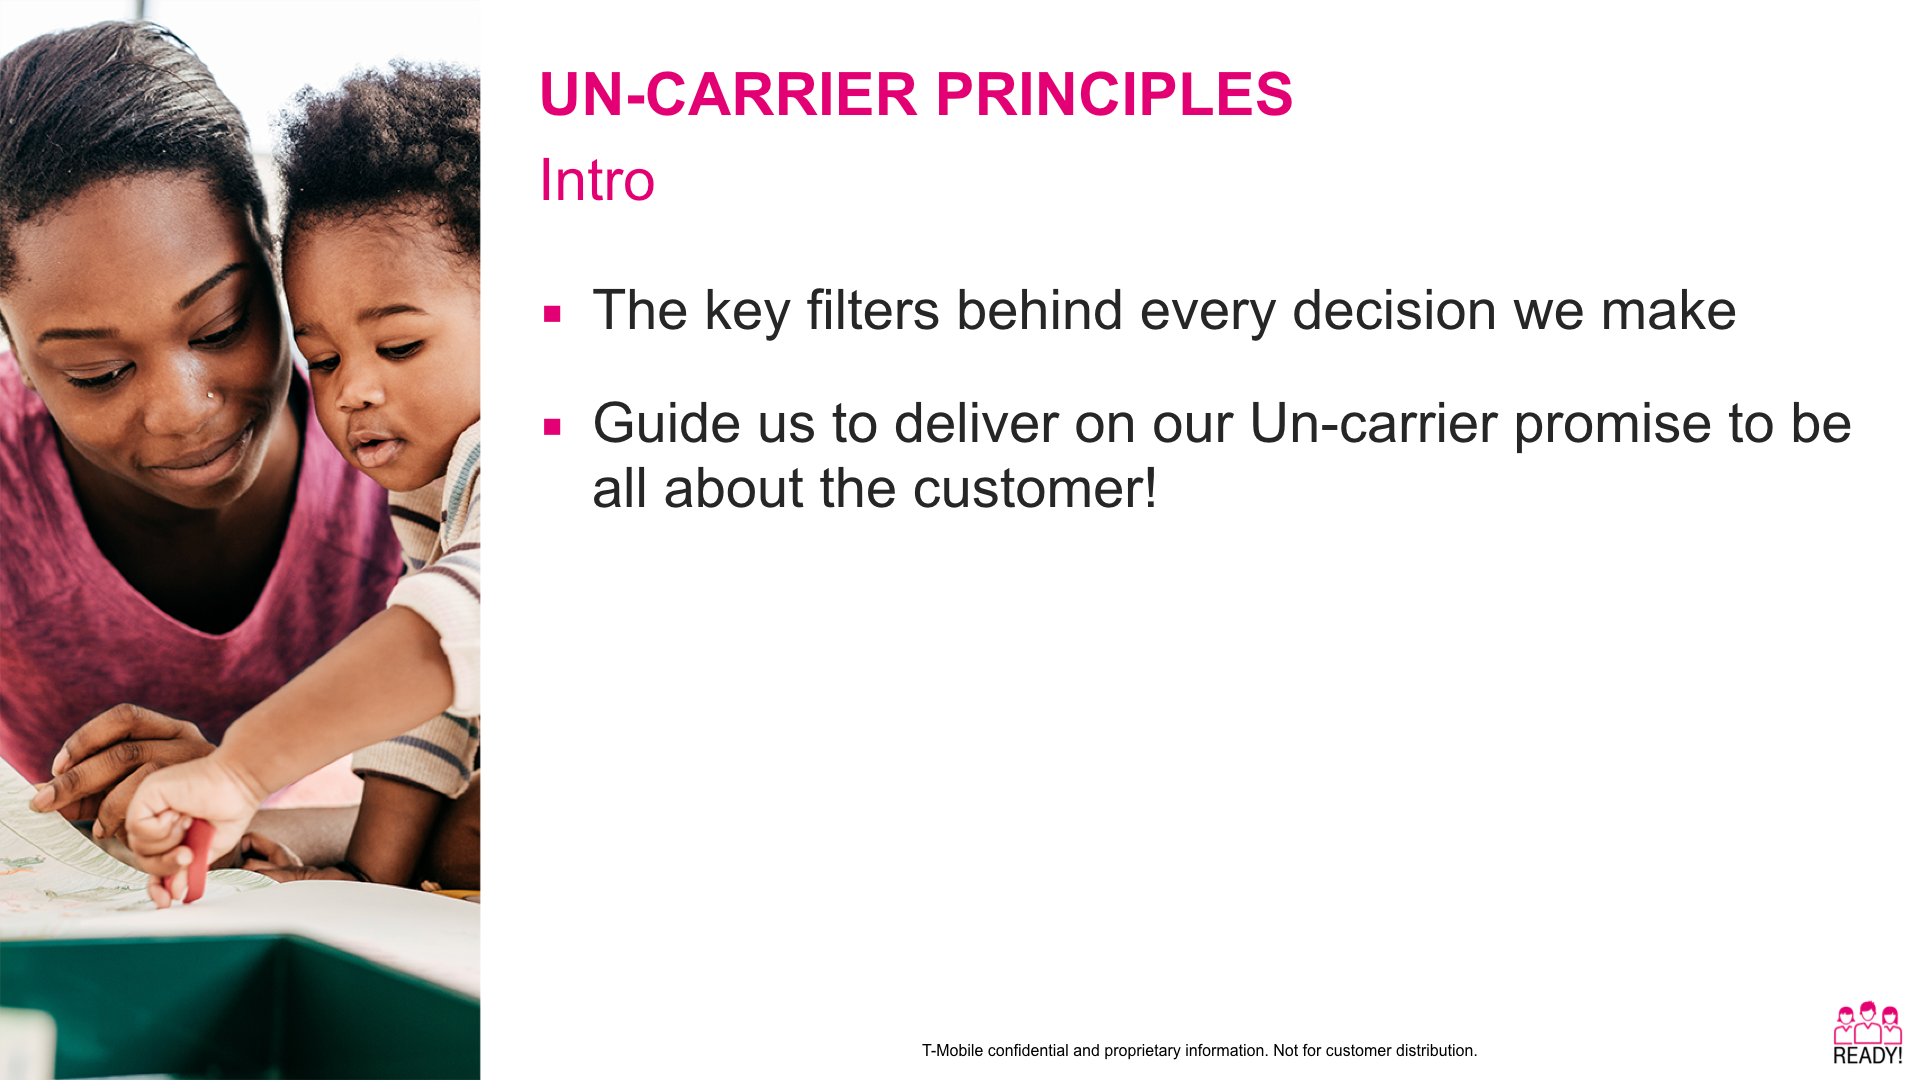 UN-CARRIER PRINCIPLES
Intro
▪ The key filters behind every decision we make
▪ Guide us to deliver on our Un-carrier promise to be
all about the customer!
T-Mobile confidential and proprietary information. Not for customer distribution.
READY!